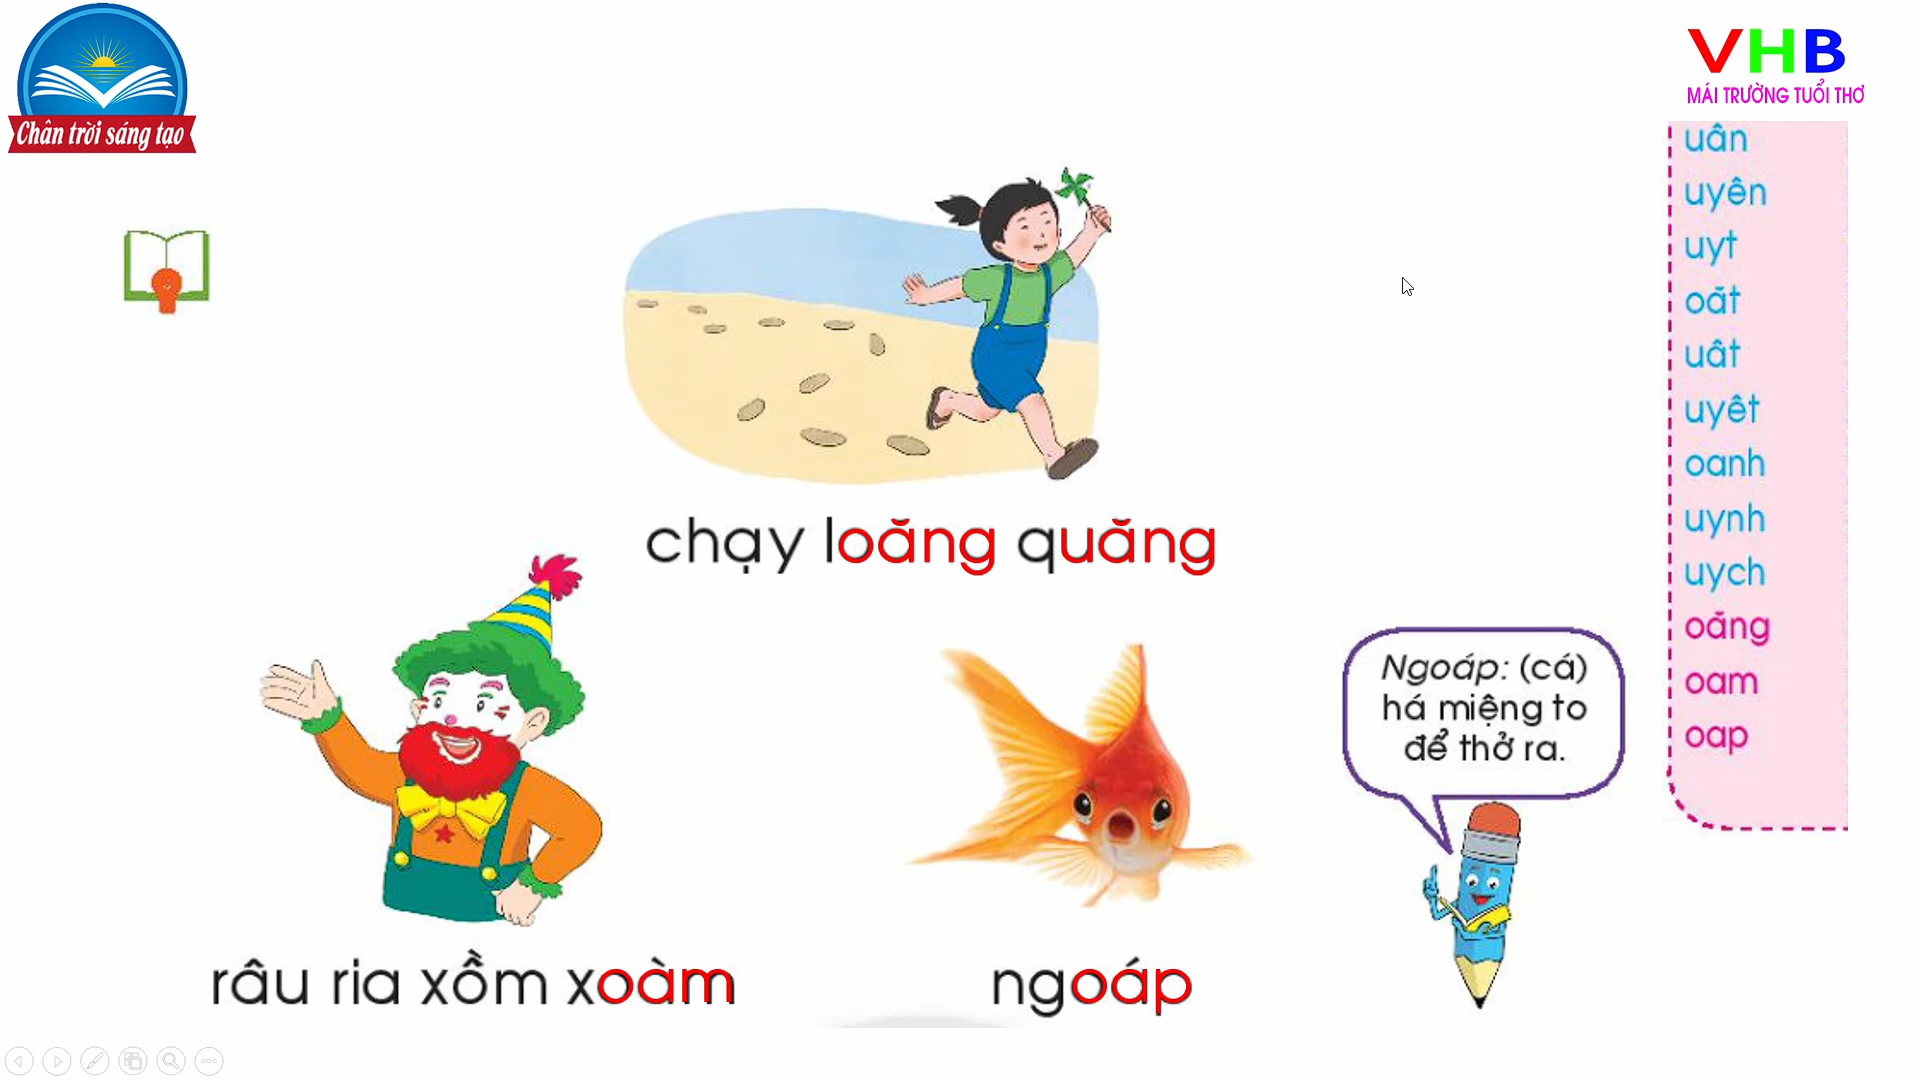 Chân trời sáng tạo
VHB
MÁI TRƯỜNG TUỔI THƠ
uân
uyên
uyt
oăt
uât
uyêt
oanh
uynh
uych
oăng
oam
oap
chạy loăng quăng
Ngoáp: (cá)
há miệng to
để thở ra.
râu ria xồm xoàm
ngoáp